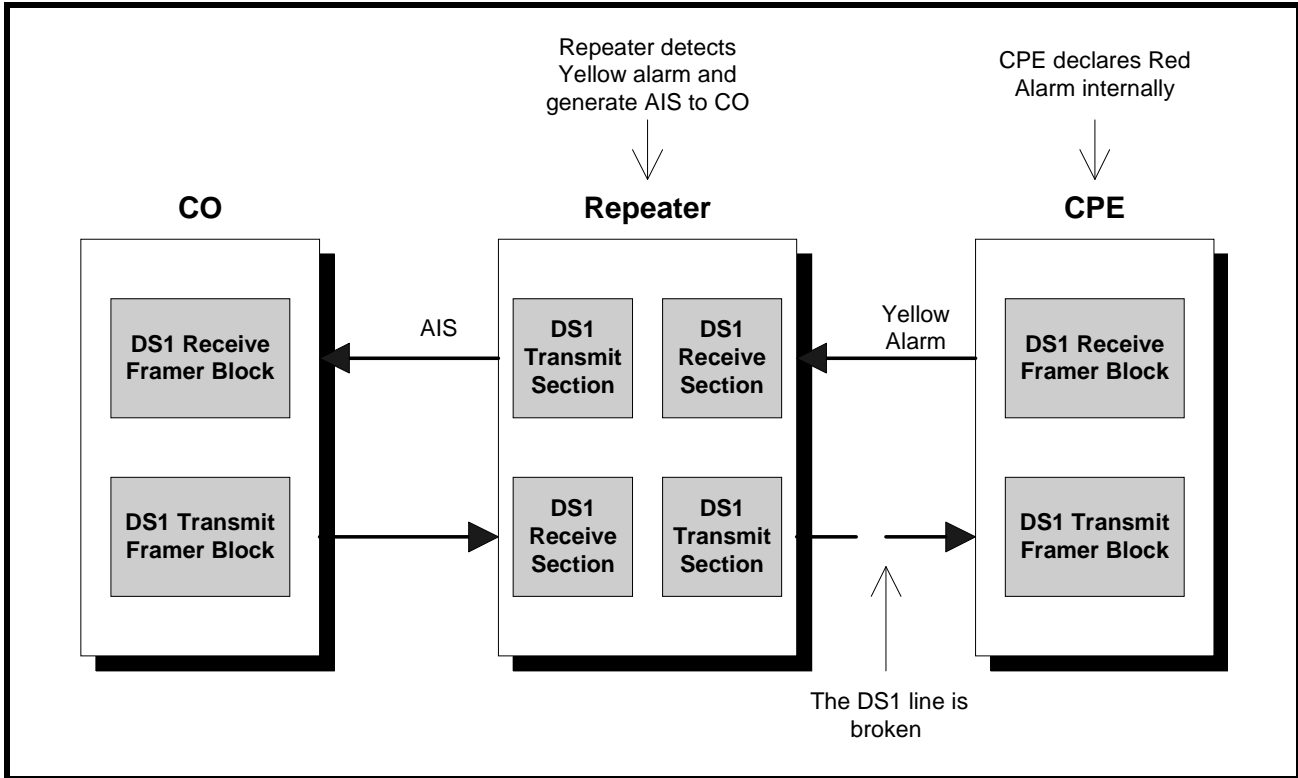 Repeater detects
Yellow alarm and
generate AIS to CO
CPE declares Red
Alarm internally
CO
Repeater
CPE
DS1 Receive
Framer Block
AIS
DS1
Transmit
Section
DS1
Receive
Section
Yellow
Alarm
DS1 Receive
Framer Block
DS1 Transmit
Framer Block
DS1
Receive
Section
DS1
Transmit
Section
DS1 Transmit
Framer Block
The DS1 line is
broken